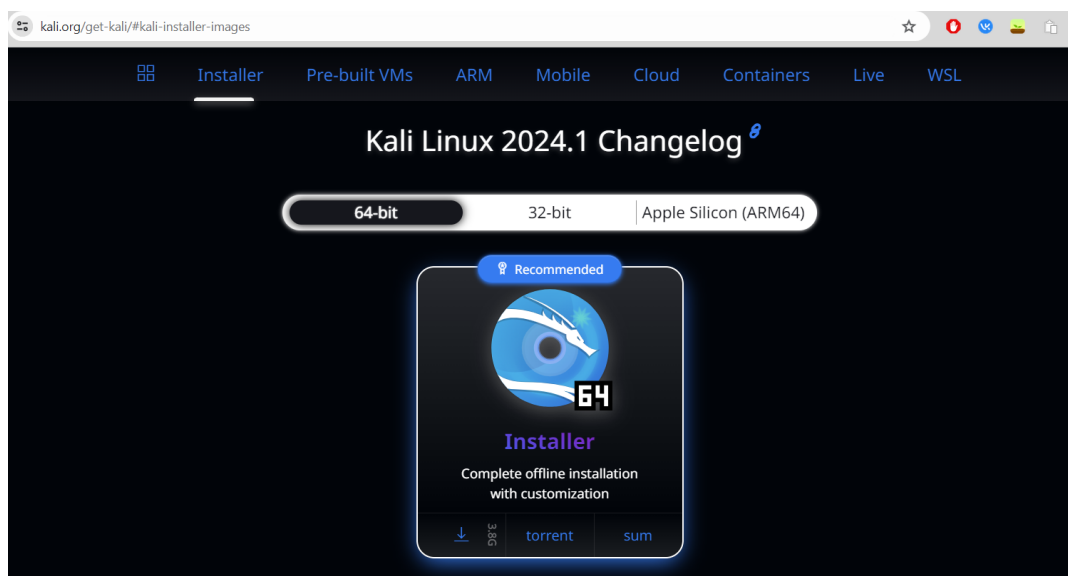 kali.org/get-kali/#kali-installer-images
Installer Pre-built VMs ARM Mobile Cloud Containers Live WSL
Kali Linux 2024.1 Changelog
64-bit 32-bit Apple Silicon (ARM64)
Recommended
64
Installer
Complete offline installation
with customization
3.8G torrent sum